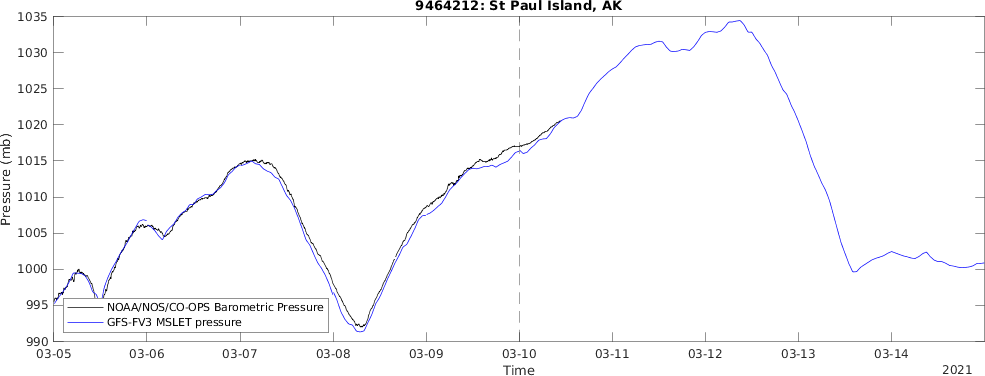 9464212: St Paul Island, AK
Pressure (mb)
1035
1030
1025
1020
1015
1010
1005
1000
995
990
NOAA/NOS/CO-OPS Barometric Pressure
GFS-FV3 MSLET pressure
03-05 03-06 03-07 03-08 03-09 03-10 03-11 03-12 03-13 03-14
Time
2021